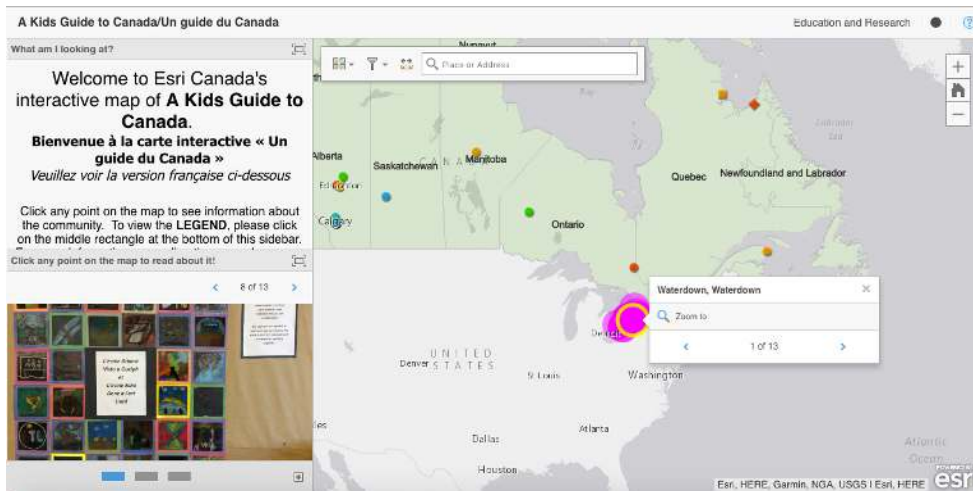 A Kids Guide to Canada/Un guide du Canada
Education and Research
What am I looking at?
Welcome to Esri Canada's
interactive map of A Kids Guide to
Canada.
Bienvenue à la carte interactive « Un
guide du Canada »
Veuillez voir la version française ci-dessous
Click any point on the map to see information about
the community. To view the LEGEND, please click
on the middle rectangle at the bottom of this sidebar.
Click any point on the map to read about it!
8 of 13
Place or Address
Nunavut
Alberta
Saskatchewan
CANADA
Manitoba
Edmonton
Calgary
Ontario
Quebec
Newfoundland and Labrador
Waterdown, Waterdown
Zoom to
1 of 13
UNITED
STATES
Denver
St Louis
Washington
Atlanta
Dallas
Houston
Atlantic
Ocean
POWERED BY
esri
Esri, HERE, Garmin, NGA, USGS | Esri, HERE